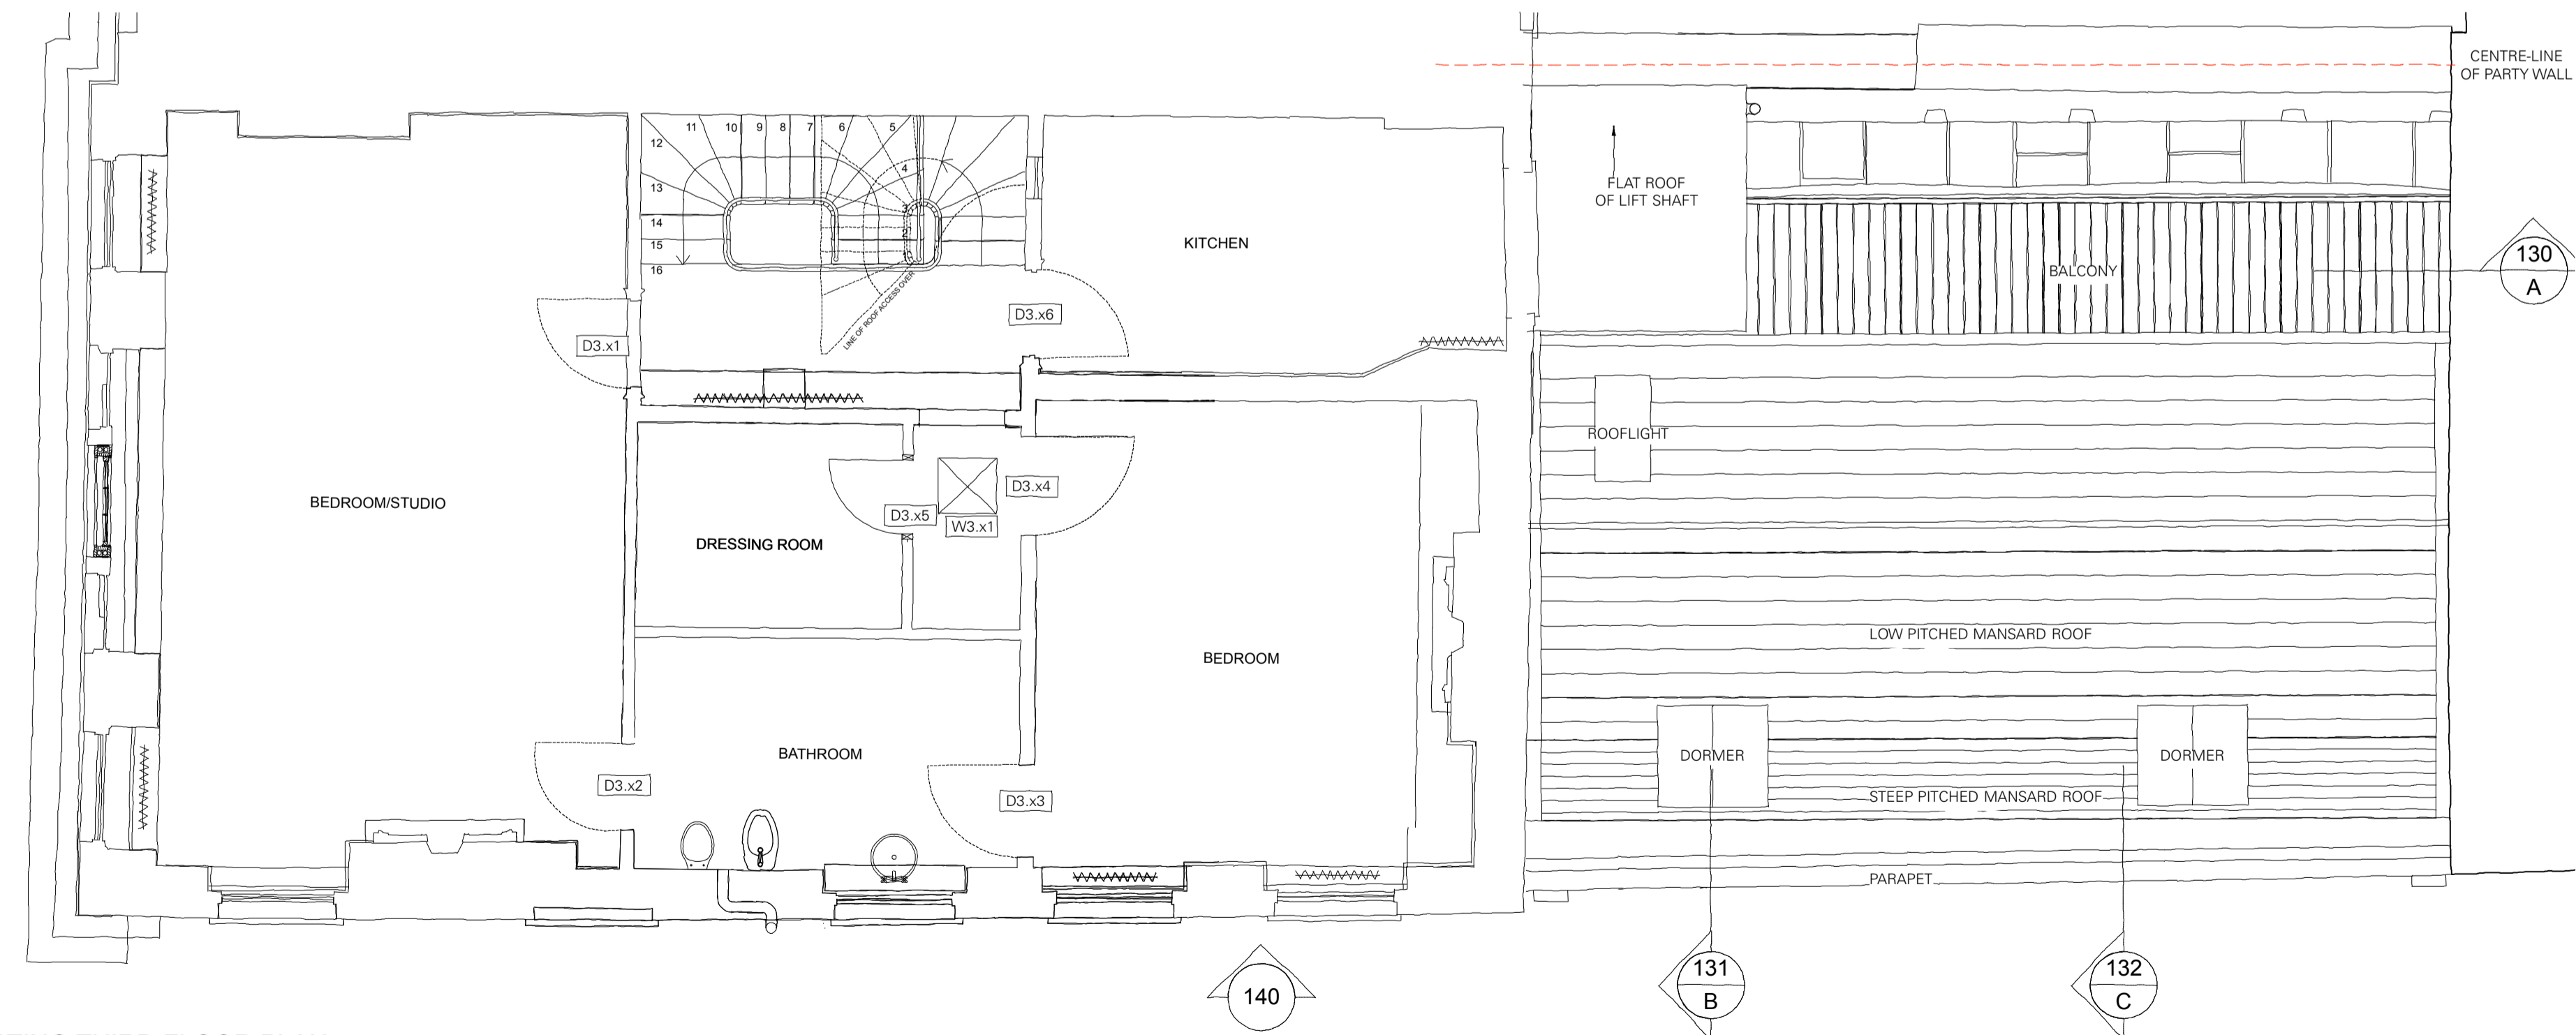 CENTRE-LINE
OF PARTY WALL
11
10
9
8
7
6
5
12
4
13
3
14
2
15
16
LINE OF ROOF ACCESS OVER
KITCHEN
FLAT ROOF
OF LIFT SHAFT
BALCONY
130
A
D3.x6
D3.x1
ROOFLIGHT
BEDROOM/STUDIO
D3.x4
D3.x5
W3.x1
DRESSING ROOM
LOW PITCHED MANSARD ROOF
BEDROOM
BATHROOM
DORMER
DORMER
D3.x2
D3.x3
STEEP PITCHED MANSARD ROOF
PARAPET
140
131
B
132
C